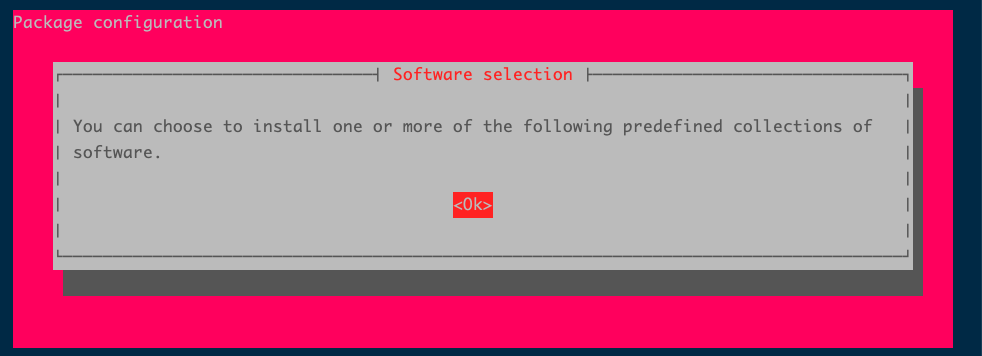 Package configuration
Software selection
You can choose to install one or more of the following predefined collections of
software.
<Ok>